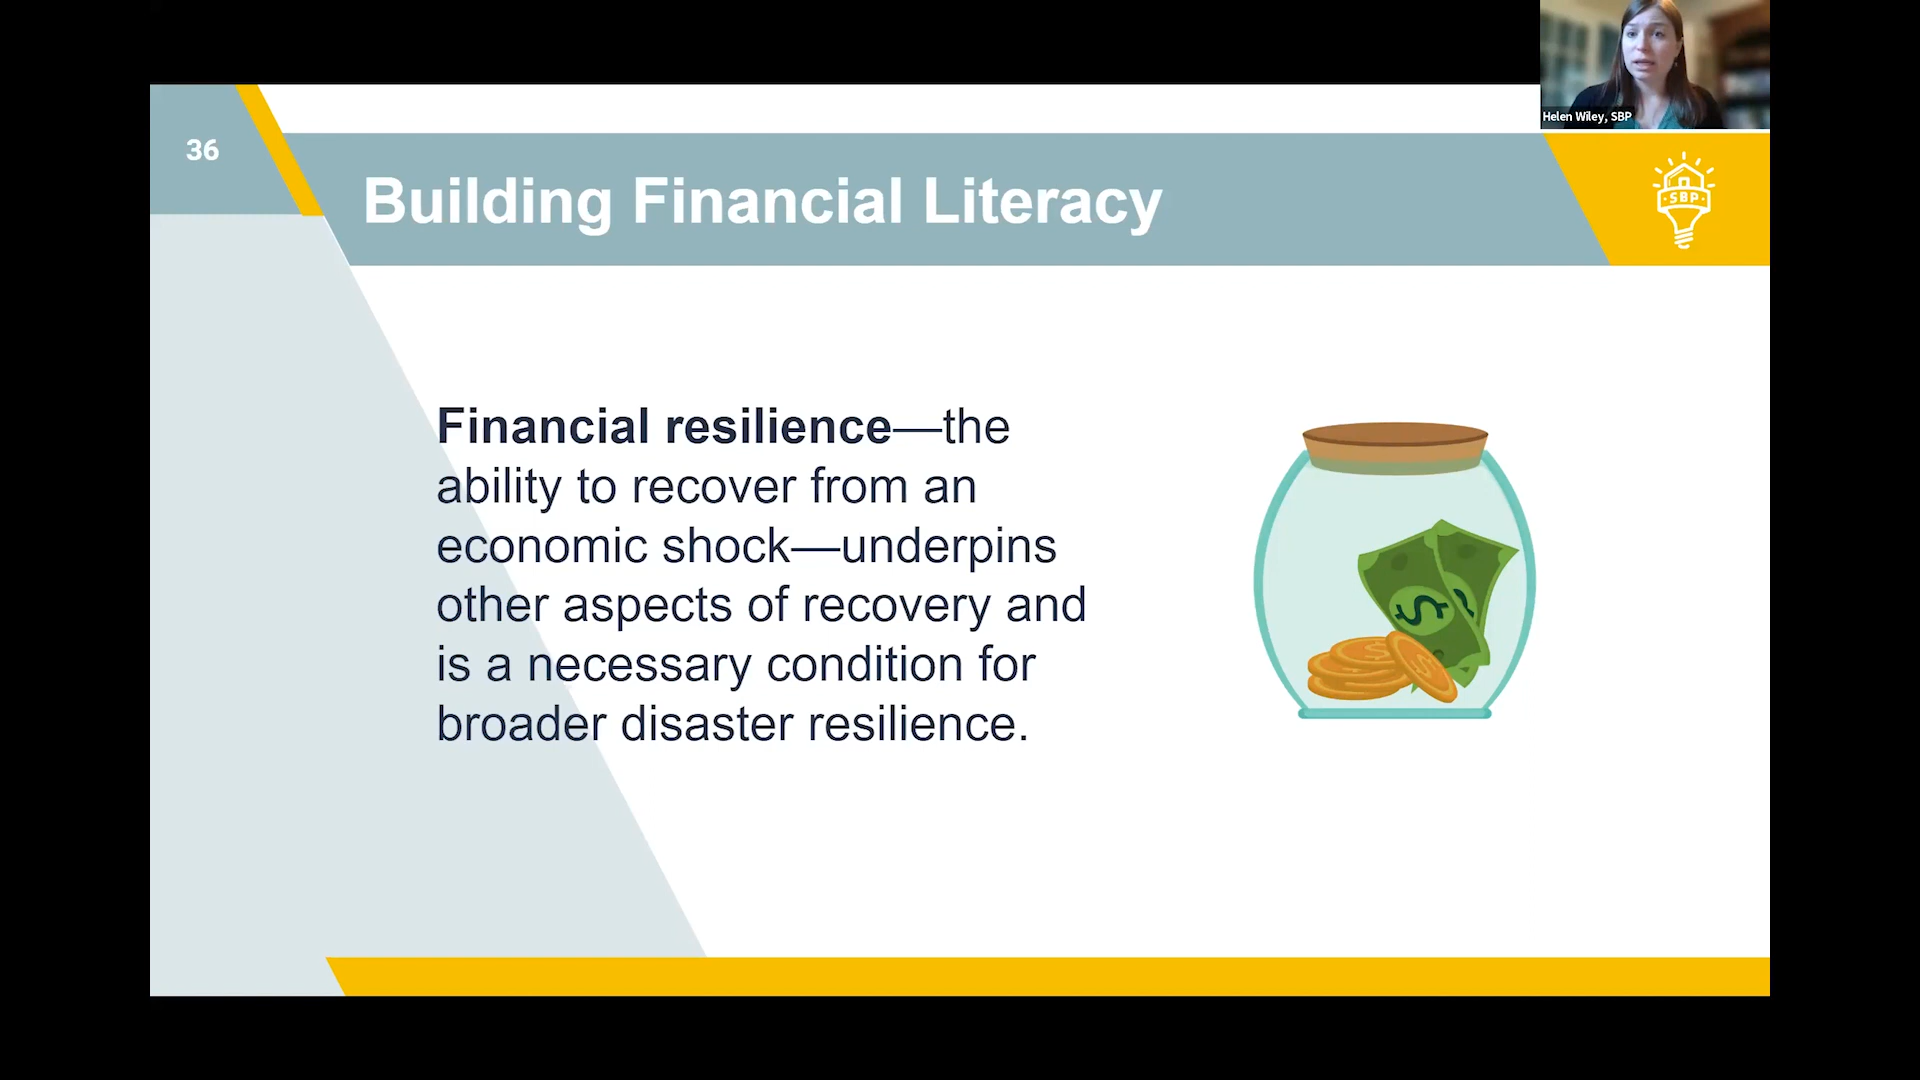 Helen Wiley, SBP
36
Building Financial Literacy
SBP
Financial resilience—the
ability to recover from an
economic shock—underpins
other aspects of recovery and
is a necessary condition for
broader disaster resilience.
$
$
$